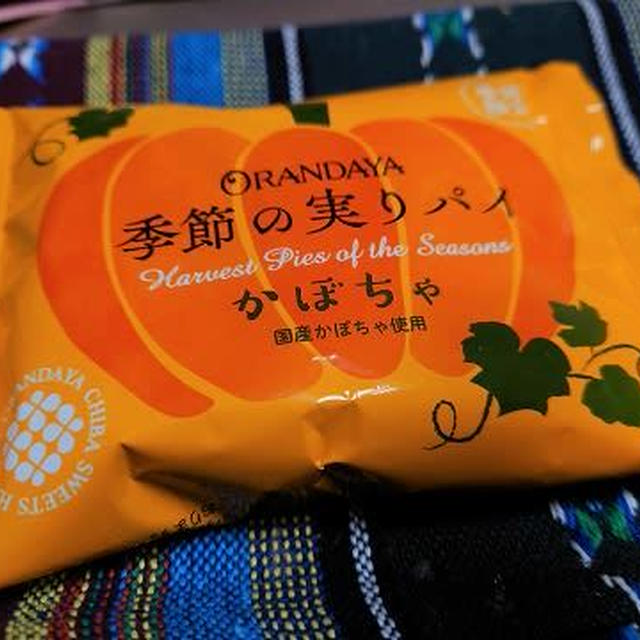 ORANDAYA
季節の実りパイ
Harvest Pies of the Seasons
かぼちゃ
国産かぼちゃ使用
ORANDAYA CHIBA SWEETS